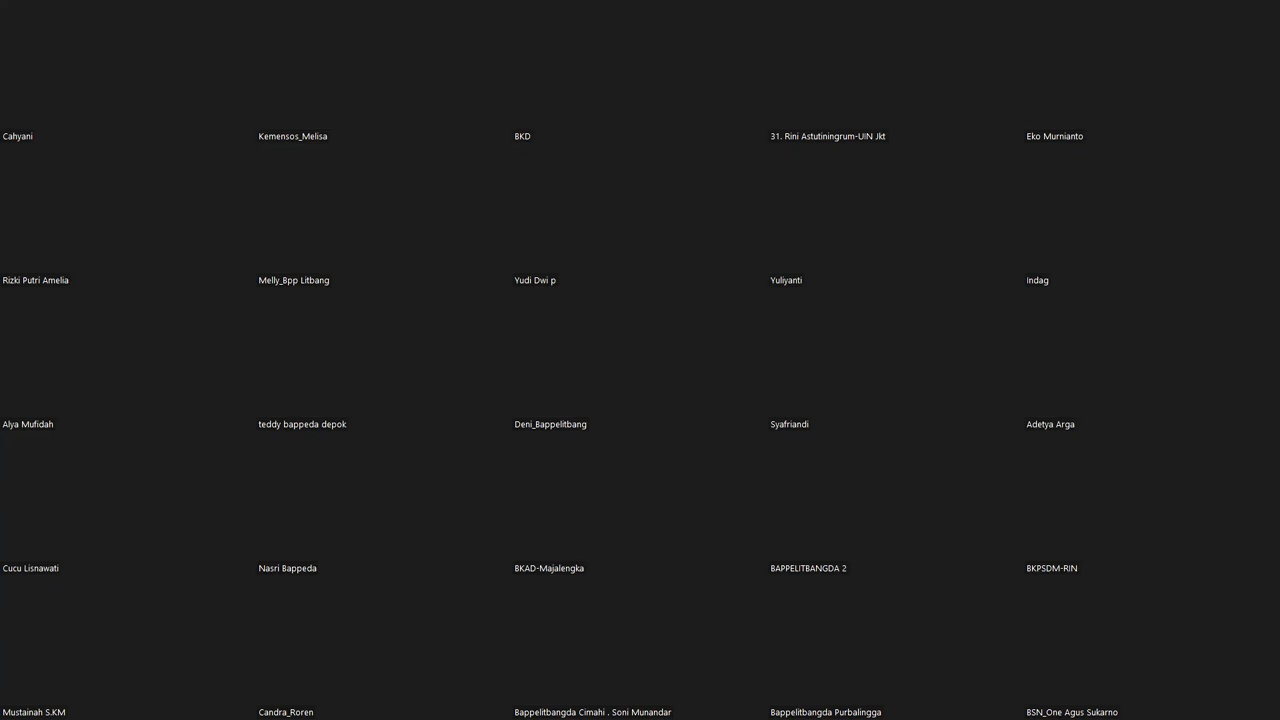 Cahyani
Kemensos_Melisa
BKD
31. Rini Astutiningrum-UIN Jkt
Eko Murnianto
Rizki Putri Amelia
Melly_Bpp Litbang
Yudi Dwi p
Yuliyanti
Indag
Alya Mufidah
teddy bappeda depok
Deni_Bappelitbang
Syafriandi
Adetya Arga
Cucu Lisnawati
Nasri Bappeda
BKAD-Majalengka
BAPPELITBANGDA 2
BKPSDM-RIN
Mustainah S.KM
Candra_Roren
Bappelitbangda Cimahi . Soni Munandar
Bappelitbangda Purbalingga
BSN_One Agus Sukarno